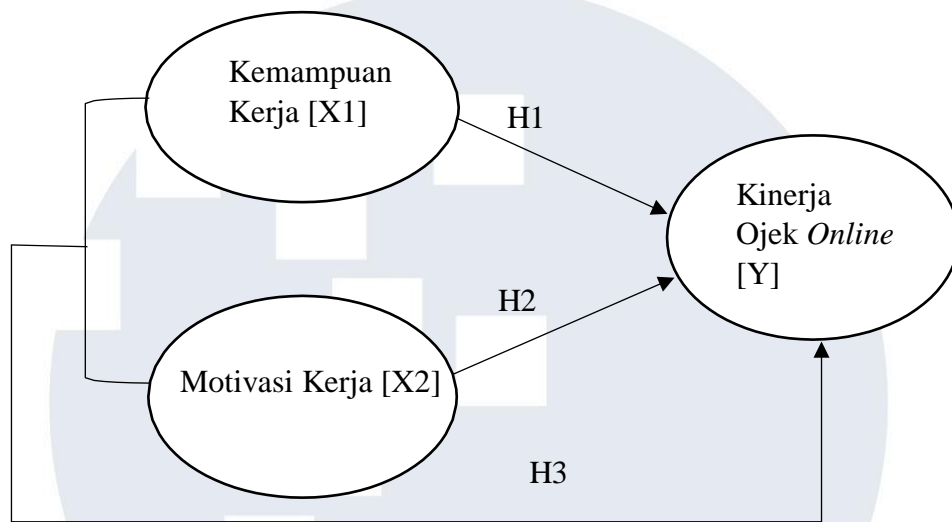 Kemampuan
Kerja [X1]
H1
Kinerja
Ojek Online
[Y]
H2
Motivasi Kerja [X2]
H3